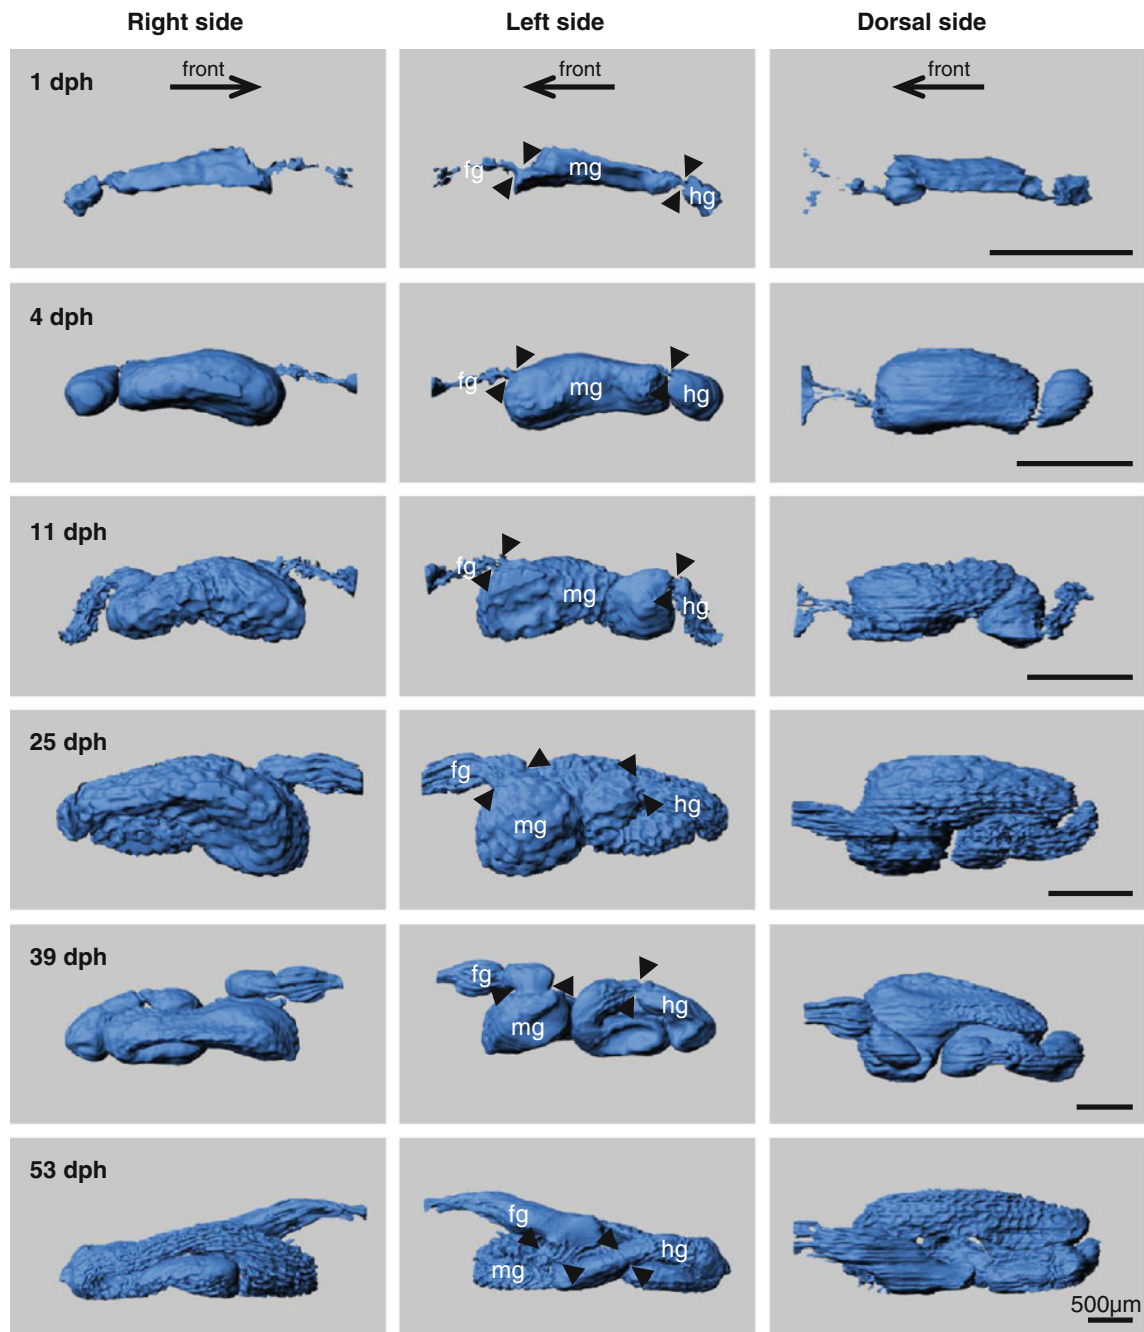 Right side
Left side
Dorsal side
1 dph
front
front
front
fg
mg
hg
4 dph
fg
mg
hg
11 dph
fg
mg
hg
25 dph
fg
mg
hg
39 dph
fg
mg
hg
53 dph
fg
mg
hg
500µm